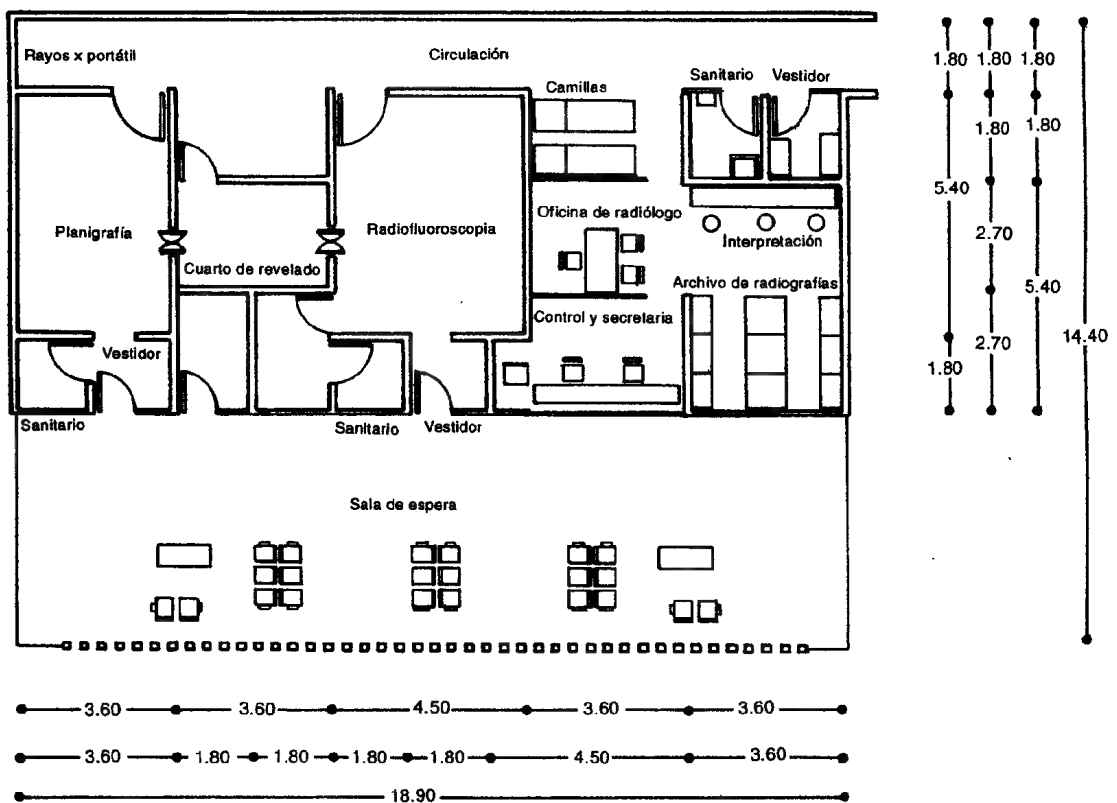 Rayos x portátil
Circulación
Sanitario
Vestidor
Camillas
Planigrafía
Radiofluoroscopia
Oficina de radiólogo
Interpretación
Cuarto de revelado
Archivo de radiografías
Control y secretaria
Vestidor
Sanitario
Sanitario
Vestidor
Sala de espera
1.80 1.80 1.80
1.80 1.80
5.40
2.70
5.40
14.40
2.70
1.80
3.60 3.60 4.50 3.60 3.60
3.60 1.80 1.80 1.80 1.80 4.50 3.60
18.90